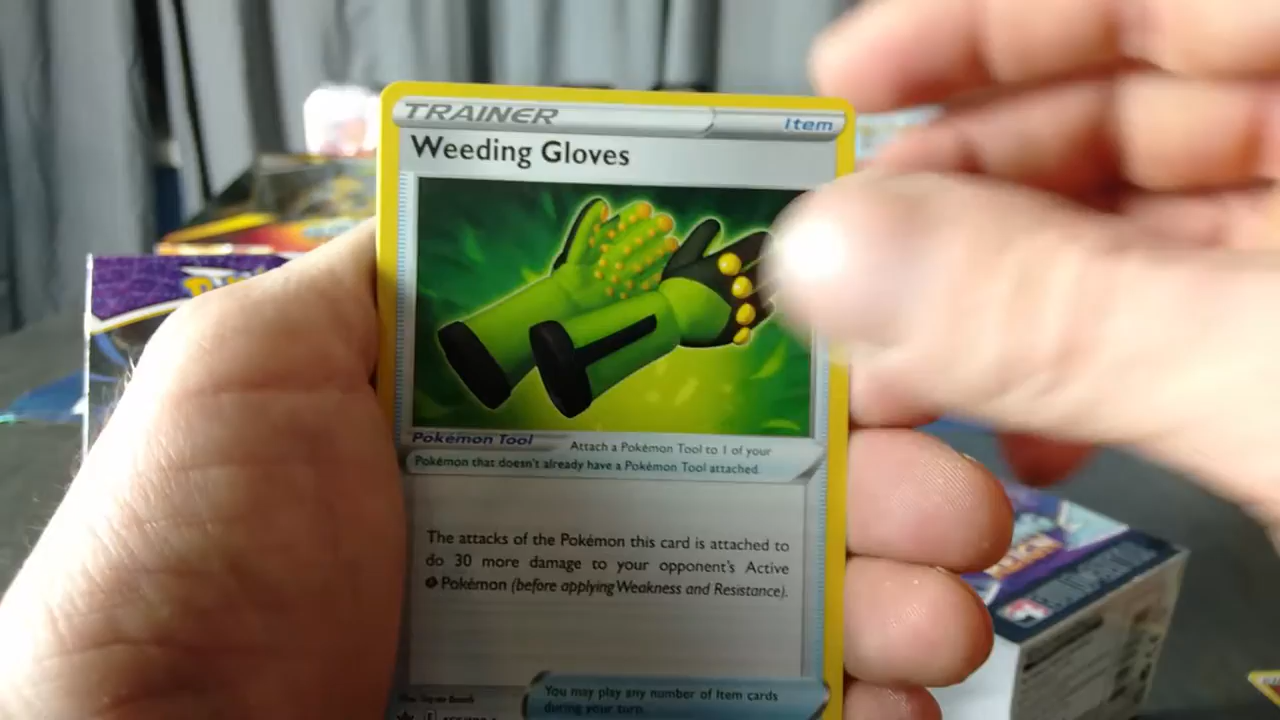 TRAINER
Item
Weeding Gloves
Pokémon Tool
Attach a Pokémon Tool to 1 of your
Pokémon that doesn't already have a Pokémon Tool attached.
The attacks of the Pokémon this card is attached to
do 30 more damage to your opponent's Active
Pokémon (before applying Weakness and Resistance).
You may play any number of Item cards
during your turn.